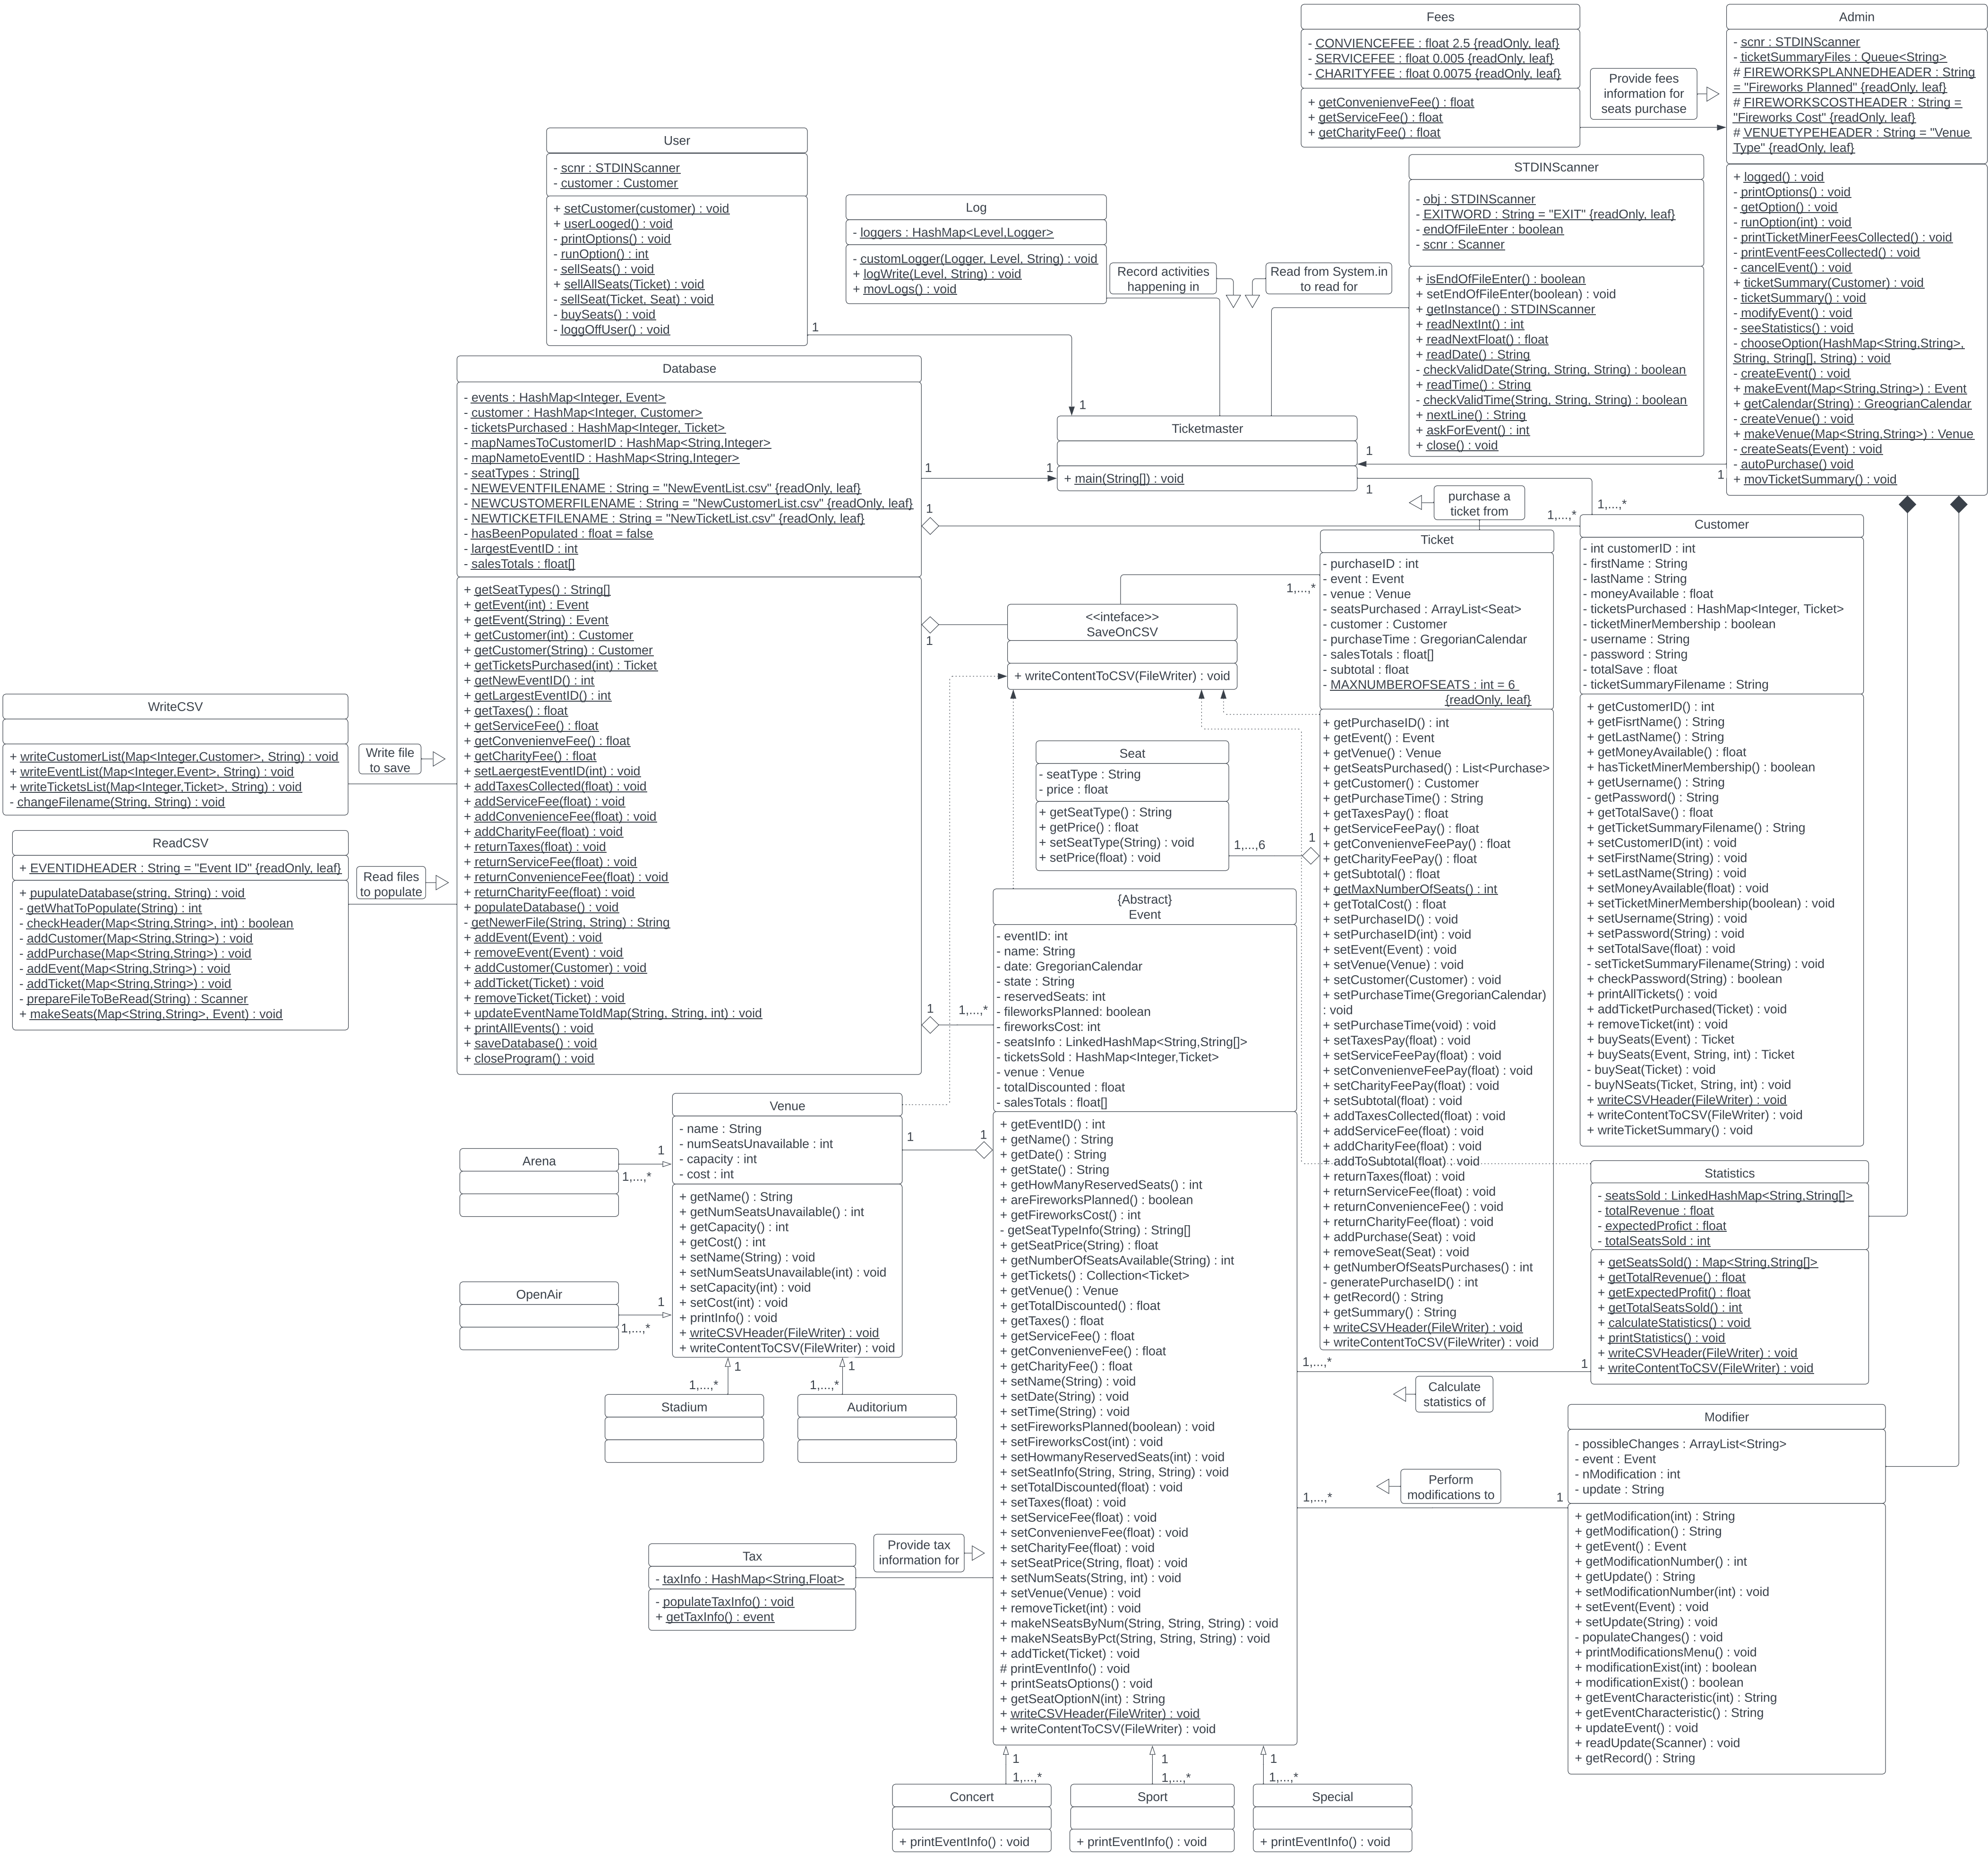 Fees
- CONVIENCEFEE : float 2.5 {readOnly, leaf}
- SERVICEFEE : float 0.005 {readOnly, leaf}
- CHARITYFEE : float 0.0075 {readOnly, leaf}
+ getConvenienveFee() : float
+ getServiceFee() : float
+ getCharityFee() : float
Provide fees
information for
seats purchase
Admin
- scnr : STDINScanner
- ticketSummaryFiles : Queue<String>
# FIREWORKSPLANNEDHEADER : String
= "Fireworks Planned" {readOnly, leaf}
# FIREWORKSCOSTHEADER : String =
"Fireworks Cost" {readOnly, leaf}
# VENUETYPEHEADER : String = "Venue
Type" {readOnly, leaf}
+ logged() : void
- printOptions() : void
- getOption() : void
- runOption(int) : void
- printTicketMinerFeesCollected() : void
- printEventFeesCollected() : void
- cancelEvent() : void
+ ticketSummary(Customer) : void
- ticketSummary() : void
- modifyEvent() : void
- seeStatistics() : void
- chooseOption(HashMap<String,String>,
String, String[], String) : void
- createEvent() : void
+ makeEvent(Map<String,String>) : Event
+ getCalendar(String) : GreogrianCalendar
- createVenue() : void
+ makeVenue(Map<String,String>) : Venue
- createSeats(Event) : void
- autoPurchase() void
+ movTicketSummary() : void
User
- scnr : STDINScanner
- customer : Customer
+ setCustomer(customer) : void
+ userLooged() : void
- printOptions() : void
- runOption() : int
- sellSeats() : void
+ sellAllSeats(Ticket) : void
- sellSeat(Ticket, Seat) : void
- buySeats() : void
- loggOffUser() : void
1
1
Log
- loggers : HashMap<Level,Logger>
- customLogger(Logger, Level, String) : void
+ logWrite(Level, String) : void
+ movLogs() : void
Record activities
happening in
Read from System.in
to read for
STDINScanner
- obj : STDINScanner
- EXITWORD : String = "EXIT" {readOnly, leaf}
- endOfFileEnter : boolean
- scnr : Scanner
+ isEndOfFileEnter() : boolean
+ setEndOfFileEnter(boolean) : void
+ getInstance() : STDINScanner
+ readNextInt() : int
+ readNextFloat() : float
+ readDate() : String
- checkValidDate(String, String, String) : boolean
+ readTime() : String
- checkValidTime(String, String, String) : boolean
+ nextLine() : String
+ askForEvent() : int
+ close() : void
Ticketmaster
+ main(String[]) : void
1
1
1
1
1
1,...,*
Database
- events : HashMap<Integer, Event>
- customer : HashMap<Integer, Customer>
- ticketsPurchased : HashMap<Integer, Ticket>
- mapNamesToCustomerID : HashMap<String,Integer>
- mapNametoEventID : HashMap<String,Integer>
- seatTypes : String[]
- NEWEVENTFILENAME : String = "NewEventList.csv" {readOnly, leaf}
- NEWCUSTOMERFILENAME : String = "NewCustomerList.csv" {readOnly, leaf}
- NEWTICKETFILENAME : String = "NewTicketList.csv" {readOnly, leaf}
- hasBeenPopulated : float = false
- largestEventID : int
- salesTotals : float[]
+ getSeatTypes() : String[]
+ getEvent(int) : Event
+ getEvent(String) : Event
+ getCustomer(int) : Customer
+ getCustomer(String) : Customer
+ getTicketsPurchased(int) : Ticket
+ getNewEventID() : int
+ getLargestEventID() : int
+ getTaxes() : float
+ getServiceFee() : float
+ getConvenienveFee() : float
+ getCharityFee() : float
+ setLaergestEventID(int) : void
+ addTaxesCollected(float) : void
+ addServiceFee(float) : void
+ addConvenienceFee(float) : void
+ addCharityFee(float) : void
+ returnTaxes(float) : void
+ returnServiceFee(float) : void
+ returnConvenienceFee(float) : void
+ returnCharityFee(float) : void
+ populateDatabase() : void
- getNewerFile(String, String) : String
+ addEvent(Event) : void
+ removeEvent(Event) : void
+ addCustomer(Customer) : void
+ addTicket(Ticket) : void
+ removeTicket(Ticket) : void
+ updateEventNameToIdMap(String, String, int) : void
+ printAllEvents() : void
+ saveDatabase() : void
+ closeProgram() : void
1
1,...,*
1
1
1,...,*
purchase a
ticket from
<<inteface>>
SaveOnCSV
+ writeContentToCSV(FileWriter) : void
1,...,*
Ticket
- purchaseID : int
- event : Event
- venue : Venue
- seatsPurchased : ArrayList<Seat>
- customer : Customer
- purchaseTime : GregorianCalendar
- salesTotals : float[]
- subtotal : float
- MAXNUMBEROFSEATS : int = 6
{readOnly, leaf}
+ getPurchaseID() : int
+ getEvent() : Event
+ getVenue() : Venue
+ getSeatsPurchased() : List<Purchase>
+ getCustomer() : Customer
+ getPurchaseTime() : String
+ getTaxesPay() : float
+ getServiceFeePay() : float
+ getConvenienveFeePay() : float
+ getCharityFeePay() : float
+ getSubtotal() : float
+ getMaxNumberOfSeats() : int
+ getTotalCost() : float
+ setPurchaseID() : void
+ setPurchaseID(int) : void
+ setEvent(Event) : void
+ setVenue(Venue) : void
+ setCustomer(Customer) : void
+ setPurchaseTime(GregorianCalendar)
: void
+ setPurchaseTime(void) : void
+ setTaxesPay(float) : void
+ setServiceFeePay(float) : void
+ setConvenienveFeePay(float) : void
+ setCharityFeePay(float) : void
+ setSubtotal(float) : void
+ addTaxesCollected(float) : void
+ addServiceFee(float) : void
+ addCharityFee(float) : void
+ addToSubtotal(float) : void
+ returnTaxes(float) : void
+ returnServiceFee(float) : void
+ returnConvenienceFee() : void
+ returnCharityFee(float) : void
+ addPurchase(Seat) : void
+ removeSeat(Seat) : void
+ getNumberOfSeatsPurchases() : int
- generatePurchaseID() : int
+ getRecord() : String
+ getSummary() : String
+ writeCSVHeader(FileWriter) : void
+ writeContentToCSV(FileWriter) : void
Customer
- int customerID : int
- firstName : String
- lastName : String
- moneyAvailable : float
- ticketsPurchased : HashMap<Integer, Ticket>
- ticketMinerMembership : boolean
- username : String
- password : String
- totalSave : float
- ticketSummaryFilename : String
+ getCustomerID() : int
+ getFisrtName() : String
+ getLastName() : String
+ getMoneyAvailable() : float
+ hasTicketMinerMembership() : boolean
+ getUsername() : String
- getPassword() : String
+ getTotalSave() : float
+ getTicketSummaryFilename() : String
+ setCustomerID(int) : void
+ setFirstName(String) : void
+ setLastName(String) : void
+ setMoneyAvailable(float) : void
+ setTicketMinerMembership(boolean) : void
+ setUsername(String) : void
+ setPassword(String) : void
+ setTotalSave(float) : void
- setTicketSummaryFilename(String) : void
+ checkPassword(String) : boolean
+ printAllTickets() : void
+ addTicketPurchased(Ticket) : void
+ removeTicket(int) : void
+ buySeats(Event) : Ticket
+ buySeats(Event, String, int) : Ticket
- buySeat(Ticket) : void
- buyNSeats(Ticket, String, int) : void
+ writeCSVHeader(FileWriter) : void
+ writeContentToCSV(FileWriter) : void
+ writeTicketSummary() : void
WriteCSV
+ writeCustomerList(Map<Integer,Customer>, String) : void
+ writeEventList(Map<Integer,Event>, String) : void
+ writeTicketsList(Map<Integer,Ticket>, String) : void
- changeFilename(String, String) : void
Write file
to save
ReadCSV
+ EVENTIDHEADER : String = "Event ID" {readOnly, leaf}
+ pupulateDatabase(string, String) : void
- getWhatToPopulate(String) : int
- checkHeader(Map<String,String>, int) : boolean
- addCustomer(Map<String,String>) : void
- addPurchase(Map<String,String>) : void
- addEvent(Map<String,String>) : void
- addTicket(Map<String,String>) : void
- prepareFileToBeRead(String) : Scanner
+ makeSeats(Map<String,String>, Event) : void
Read files
to populate
Seat
- seatType : String
- price : float
+ getSeatType() : String
+ getPrice() : float
+ setSeatType(String) : void
+ setPrice(float) : void
1,...,6
1
{Abstract}
Event
- eventID: int
- name: String
- date: GregorianCalendar
- state : String
- reservedSeats: int
- fileworksPlanned: boolean
- fireworksCost: int
- seatsInfo : LinkedHashMap<String,String[]>
- ticketsSold : HashMap<Integer,Ticket>
- venue : Venue
- totalDiscounted : float
- salesTotals : float[]
+ getEventID() : int
+ getName() : String
+ getDate() : String
+ getState() : String
+ getHowManyReservedSeats() : int
+ areFireworksPlanned() : boolean
+ getFireworksCost() : int
- getSeatTypeInfo(String) : String[]
+ getSeatPrice(String) : float
+ getNumberOfSeatsAvailable(String) : int
+ getTickets() : Collection<Ticket>
+ getVenue() : Venue
+ getTotalDiscounted() : float
+ getTaxes() : float
+ getServiceFee() : float
+ getConvenienveFee() : float
+ getCharityFee() : float
+ setName(String) : void
+ setDate(String) : void
+ setTime(String) : void
+ setFireworksPlanned(boolean) : void
+ setFireworksCost(int) : void
+ setHowmanyReservedSeats(int) : void
+ setSeatInfo(String, String, String) : void
+ setTotalDiscounted(float) : void
+ setTaxes(float) : void
+ setServiceFee(float) : void
+ setConvenienveFee(float) : void
+ setCharityFee(float) : void
+ setSeatPrice(String, float) : void
+ setNumSeats(String, int) : void
+ setVenue(Venue) : void
+ removeTicket(int) : void
+ makeNSeatsByNum(String, String, String) : void
+ makeNSeatsByPct(String, String, String) : void
+ addTicket(Ticket) : void
# printEventInfo() : void
+ printSeatsOptions() : void
+ getSeatOptionN(int) : String
+ writeCSVHeader(FileWriter) : void
+ writeContentToCSV(FileWriter) : void
Venue
- name : String
- numSeatsUnavailable : int
- capacity : int
- cost : int
+ getName() : String
+ getNumSeatsUnavailable() : int
+ getCapacity() : int
+ getCost() : int
+ setName(String) : void
+ setNumSeatsUnavailable(int) : void
+ setCapacity(int) : void
+ setCost(int) : void
+ printInfo() : void
+ writeCSVHeader(FileWriter) : void
+ writeContentToCSV(FileWriter) : void
1
1
Arena
1
1,...,*
OpenAir
1
1,...,*
1
1,...,*
1
1,...,*
Stadium
Auditorium
Statistics
- seatsSold : LinkedHashMap<String,String[]>
- totalRevenue : float
- expectedProfict : float
- totalSeatsSold : int
+ getSeatsSold() : Map<String,String[]>
+ getTotalRevenue() : float
+ getExpectedProfit() : float
+ getTotalSeatsSold() : int
+ calculateStatistics() : void
+ printStatistics() : void
+ writeCSVHeader(FileWriter) : void
+ writeContentToCSV(FileWriter) : void
1,...,*
1
Calculate
statistics of
Modifier
- possibleChanges : ArrayList<String>
- event : Event
- nModification : int
- update : String
+ getModification(int) : String
+ getModification() : String
+ getEvent() : Event
+ getModificationNumber() : int
+ getUpdate() : String
+ setModificationNumber(int) : void
+ setEvent(Event) : void
+ setUpdate(String) : void
- populateChanges() : void
+ printModificationsMenu() : void
+ modificationExist(int) : boolean
+ modificationExist() : boolean
+ getEventCharacteristic(int) : String
+ getEventCharacteristic() : String
+ updateEvent() : void
+ readUpdate(Scanner) : void
+ getRecord() : String
Perform
modifications to
1,...,*
1
Tax
- taxInfo : HashMap<String,Float>
- populateTaxInfo() : void
+ getTaxInfo() : event
Provide tax
information for
1
1,...,*
1
1,...,*
1
1,...,*
Concert
+ printEventInfo() : void
Sport
+ printEventInfo() : void
Special
+ printEventInfo() : void